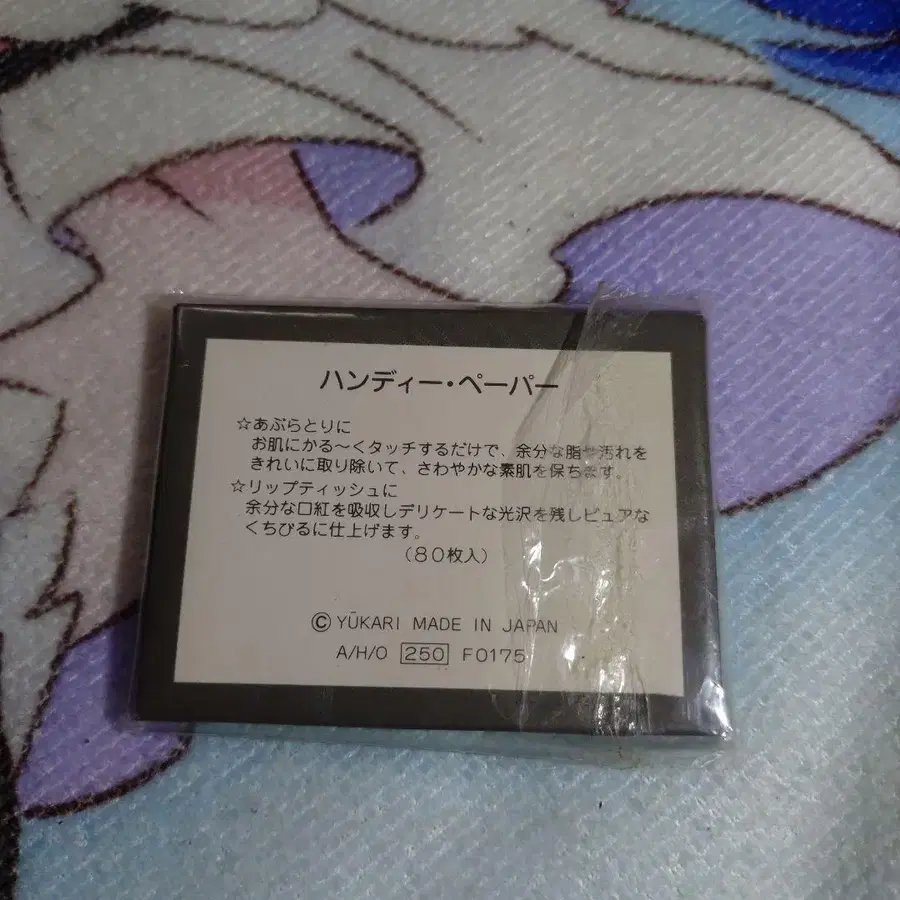 ハンディー・ペーパー
☆あぶらとりに
お肌にかる〜くタッチするだけで、余分な脂や汚れを
きれいに取り除いて、さわやかな素肌を保ちます。
☆リップティッシュに
余分な口紅を吸収しデリケートな光沢を残しピュアな
くちびるに仕上げます。
(80枚入)
© YŪKARI MADE IN JAPAN
A/H/O 250 F0175